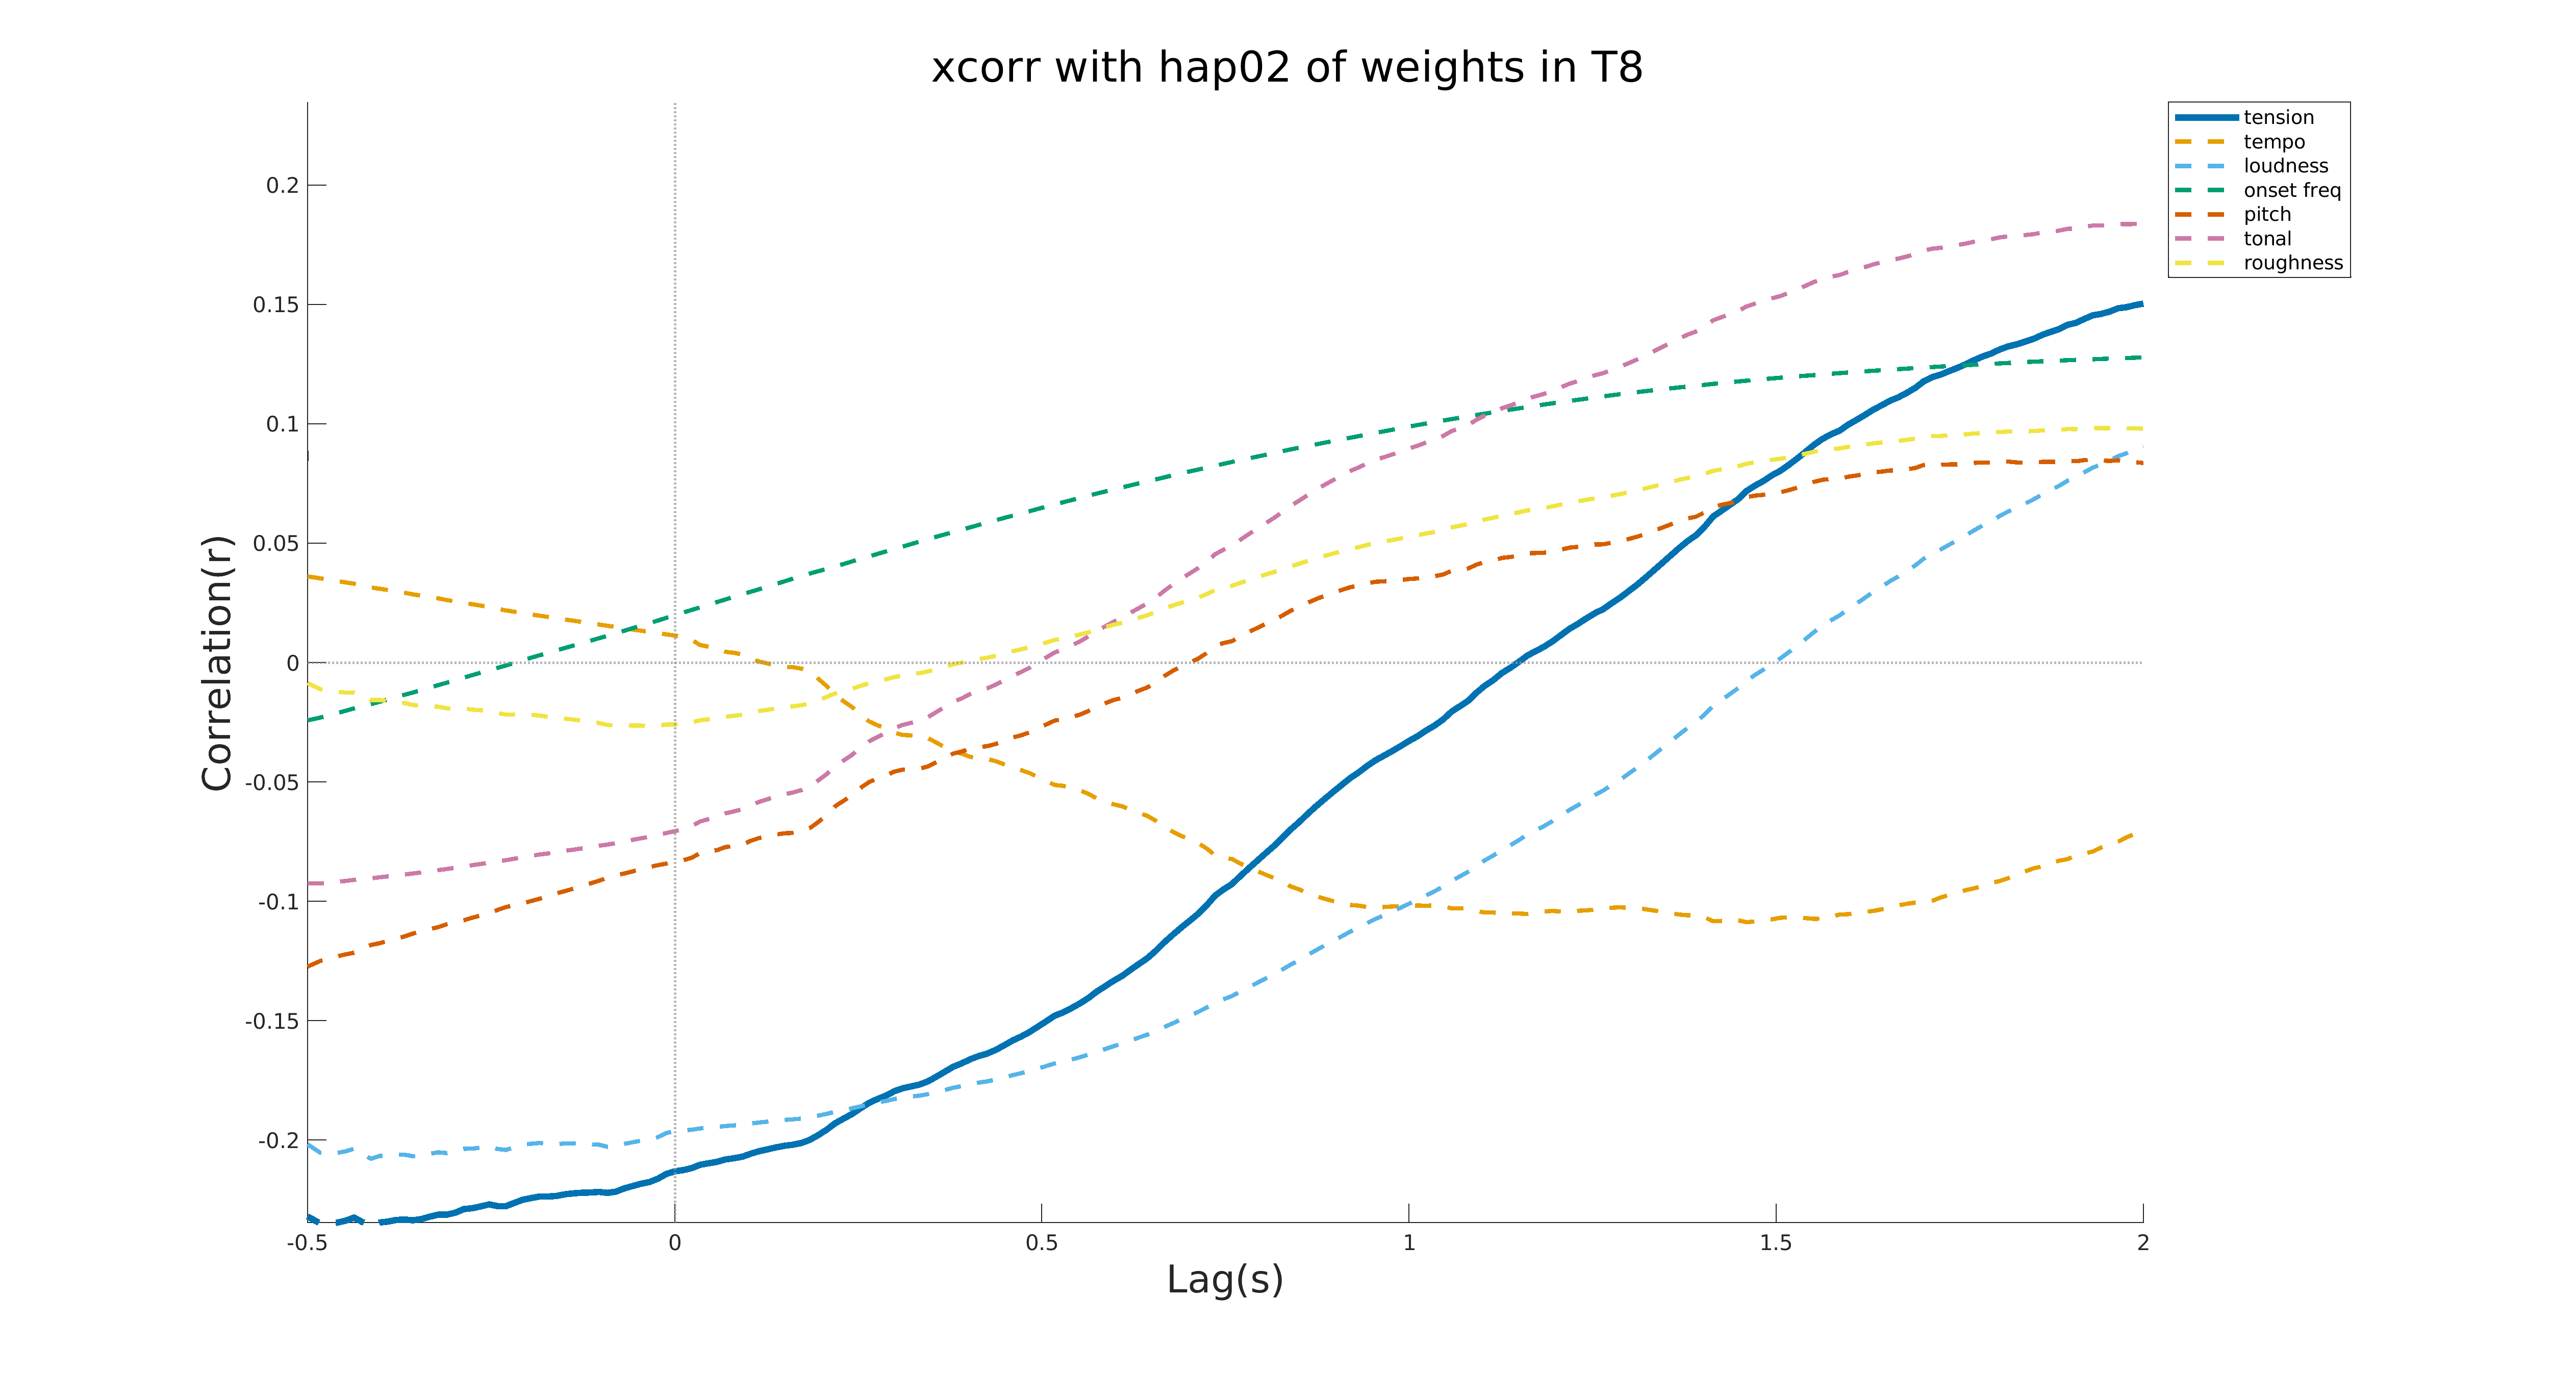 xcorr with hap02 of weights in T8
tension
tempo
loudness
onset freq
pitch
tonal
roughness
0.2
0.15
0.1
0.05
0
-0.05
-0.1
-0.15
-0.2
Correlation(r)
-0.5 0 0.5 1 1.5 2
Lag(s)